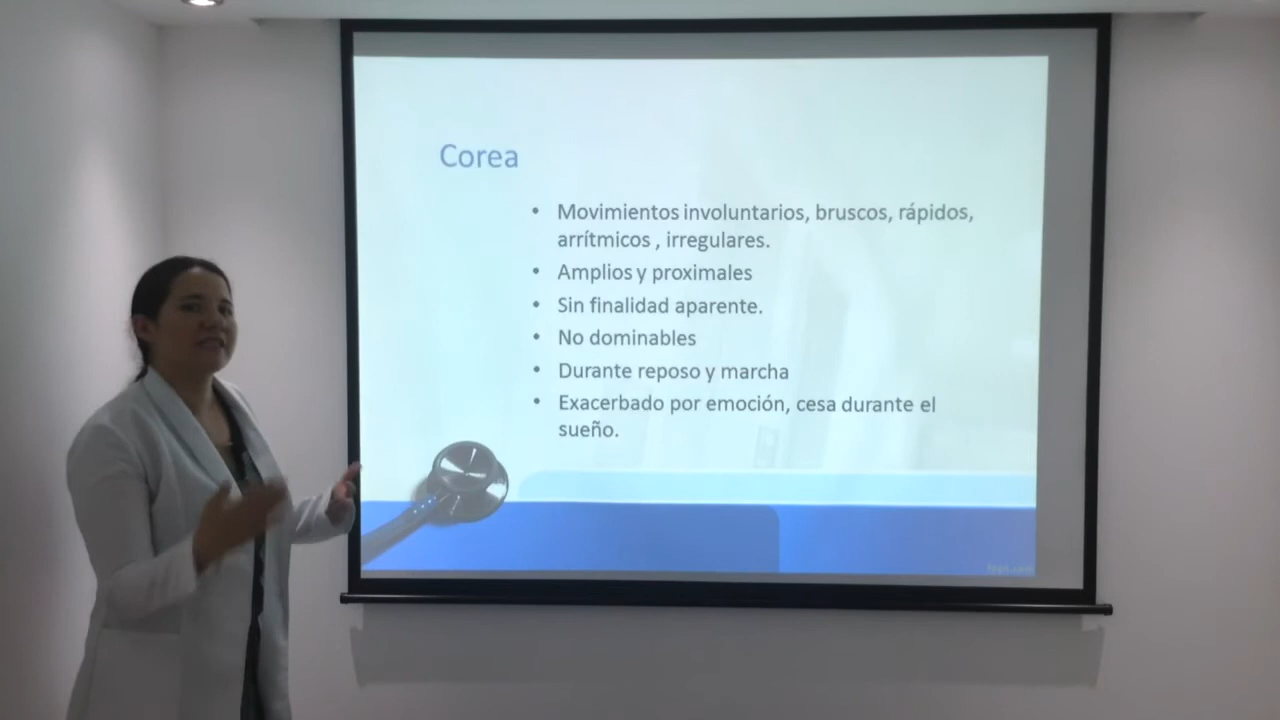 Corea
• Movimientos involuntarios, bruscos, rápidos,
arrítmicos , irregulares.
• Amplios y proximales
• Sin finalidad aparente.
• No dominables
• Durante reposo y marcha
• Exacerbado por emoción, cesa durante el
sueño.